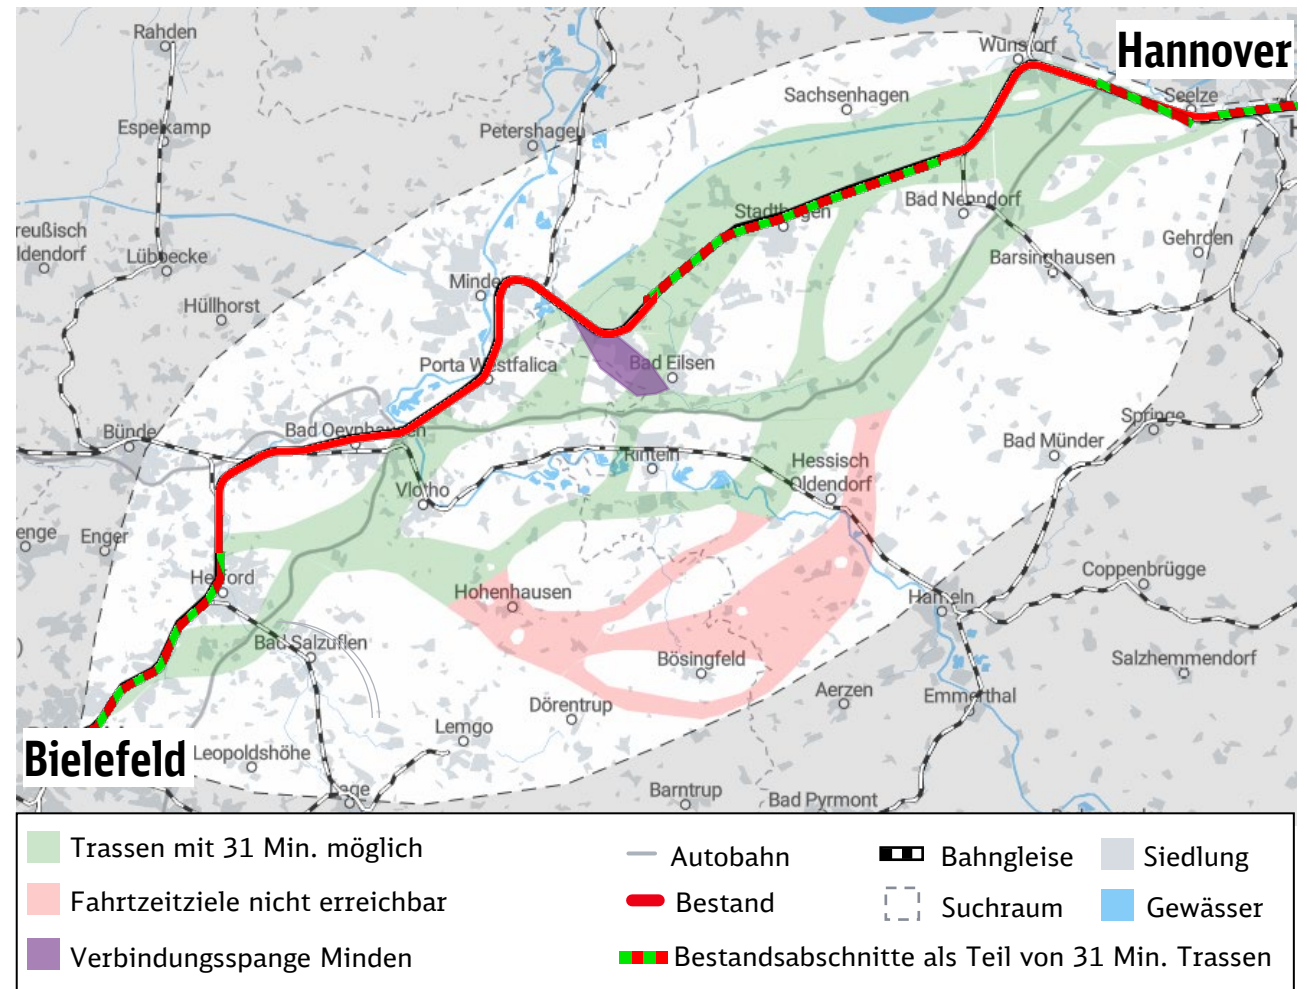 Rahden
Wunstorf
Hannover
Sachsenhagen
Seelze
Espelkamp
Petershagen
Stadthagen
Bad Nenndorf
Gehrden
Lübbecke
Barsinghausen
Minden
Hüllhorst
Porta Westfalica
Bad Eilsen
Springe
Bünde
Bad Oeynhausen
Bad Münder
Rinteln
Hessisch
Oldendorf
Vlotho
Enger
Herford
Hohenhausen
Coppenbrügge
Hameln
Bad Salzuflen
Bösingfeld
Salzhemmendorf
Aerzen
Emmerthal
Dörentrup
Lemgo
Bielefeld
Leopoldshöhe
Barntrup
Bad Pyrmont
Trassen mit 31 Min. möglich
Autobahn
Bahngleise
Siedlung
Fahrtzeitziele nicht erreichbar
Bestand
Suchraum
Gewässer
Verbindungsspange Minden
Bestandsabschnitte als Teil von 31 Min. Trassen